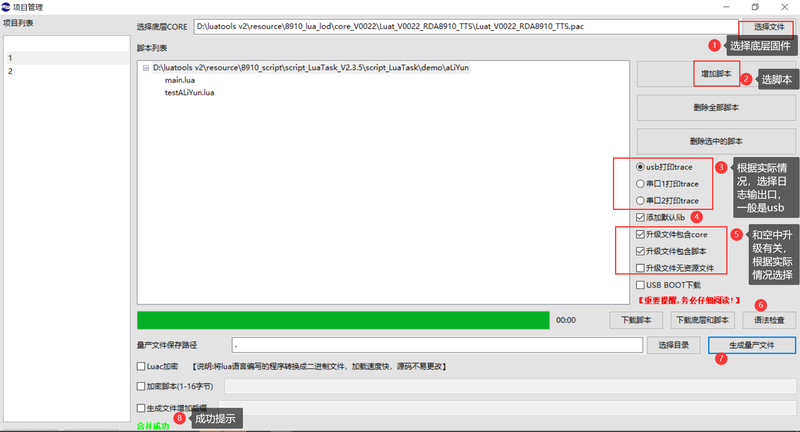 项目管理
项目列表
1
2
选择底层CORE
D:\luatools v2\resource\8910_lua_lod\core_V0022\Luat_V0022_RDA8910_TTS\Luat_V0022_RDA8910_TTS.pac
选择文件
1 选择底层固件
脚本列表
D:\luatools v2\resource\8910_script\script_LuaTask_V2.3.5\script_LuaTask\demo\aLiYun
main.lua
testALiYun.lua
增加脚本
2 选脚本
删除全部脚本
删除选中的脚本
usb打印trace
串口1打印trace
串口2打印trace
3 根据实际情
况，选择日
志输出口，
一般是usb
添加默认lib 4
升级文件包含core
升级文件包含脚本
升级文件无资源文件
5 和空中升
级有关，
根据实际
情况选择
USB BOOT下载
【重要提醒,务必仔细阅读!】
6
00:00
下载脚本
下载底层和脚本
语法检查
量产文件保存路径
.
选择目录
生成量产文件
7
Luac加密 【说明:将lua语言编写的程序转换成二进制文件，加载速度快，源码不易更改】
加密脚本(1-16字节)
生成文件增加后缀
8 成功提示
合并成功